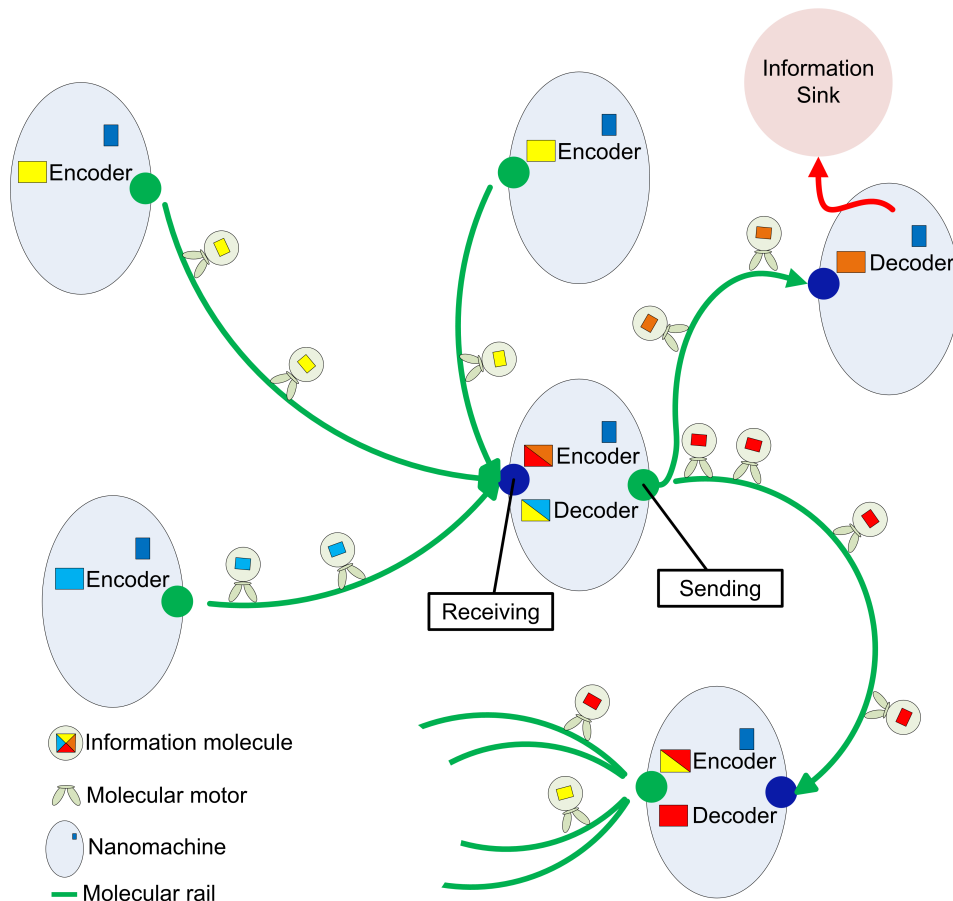 Information
Sink
Encoder
Encoder
Decoder
Encoder
Decoder
Encoder
Receiving
Sending
Information molecule
Molecular motor
Nanomachine
Molecular rail
Encoder
Decoder